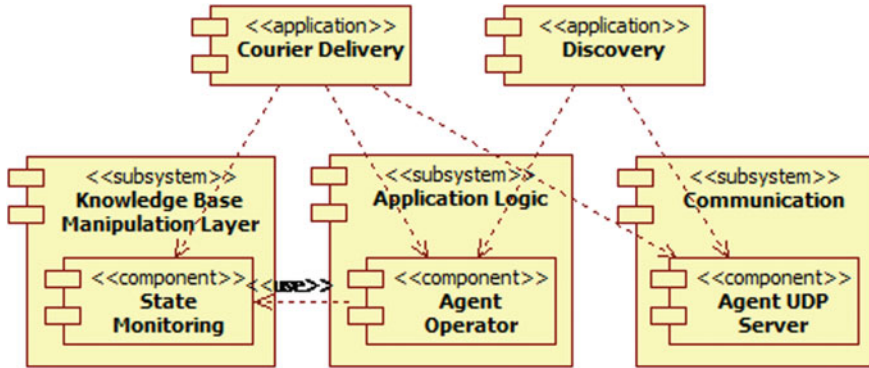 <<application>>
Courier Delivery
<<application>>
Discovery
<<subsystem>>
Knowledge Base
Manipulation Layer
<<subsystem>>
Application Logic
<<subsystem>>
Communication
<<component>>
State
Monitoring
<<use>>
<<component>>
Agent
Operator
<<component>>
Agent UDP
Server